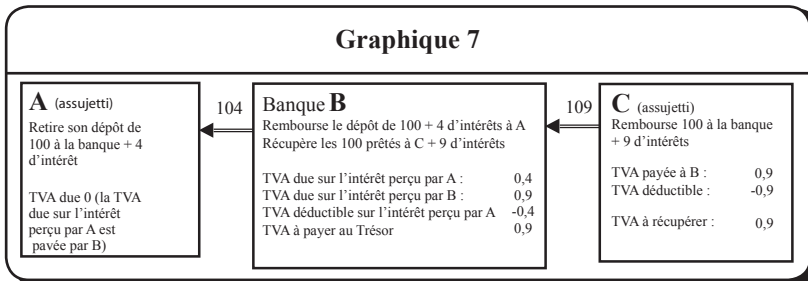 Graphique 7
A (assujetti)
Retire son dépôt de
100 à la banque + 4
d'intérêt
TVA due 0 (la TVA
due sur l'intérêt
perçu par A est
pavée par B)
104
Banque B
Rembourse le dépôt de 100 + 4 d'intérêts à A
Récupère les 100 prêtés à C + 9 d'intérêts
TVA due sur l'intérêt perçu par A : 0,4
TVA due sur l'intérêt perçu par B : 0,9
TVA déductible sur l'intérêt perçu par A -0,4
TVA à payer au Trésor 0,9
109
C (assujetti)
Rembourse 100 à la banque
+ 9 d'intérêts
TVA payée à B : 0,9
TVA déductible : -0,9
TVA à récupérer : 0,9